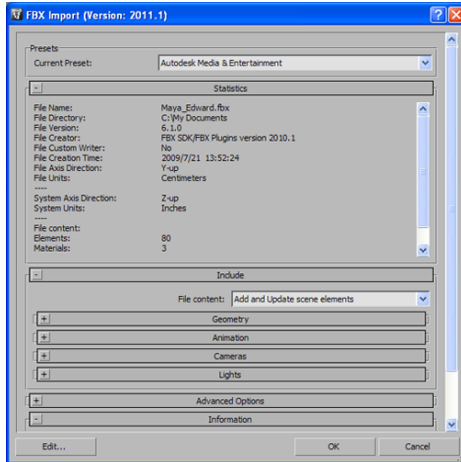 FBX Import (Version: 2011.1)
Presets
Current Preset: Autodesk Media & Entertainment
- Statistics
File Name: Maya_Edward.fbx
File Directory: C:\My Documents
File Version: 6.1.0
File Creator: FBX SDK/FBX Plugins version 2010.1
File Custom Writer: No
File Creation Time: 2009/7/21 13:52:24
File Axis Direction: Y-up
File Units: Centimeters
----
System Axis Direction: Z-up
System Units: Inches
----
File content:
Elements: 80
Materials: 3
- Include
File content: Add and Update scene elements
+ Geometry
+ Animation
+ Cameras
+ Lights
+ Advanced Options
- Information
Edit... OK Cancel